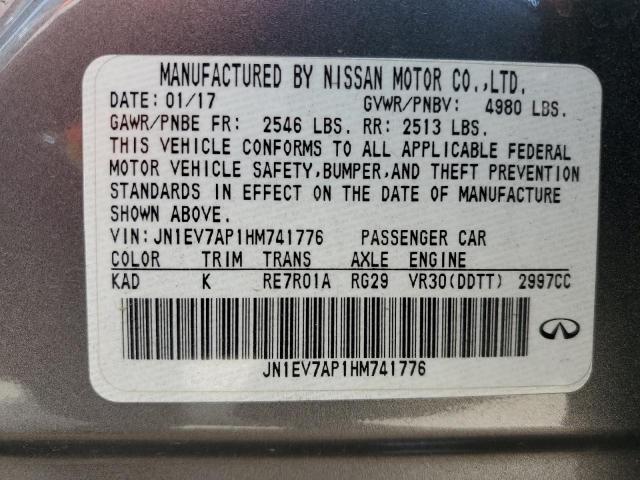 MANUFACTURED BY NISSAN MOTOR CO.,LTD.
DATE: 01/17 GVWR/PNBV: 4980 LBS.
GAWR/PNBE FR: 2546 LBS. RR: 2513 LBS.
THIS VEHICLE CONFORMS TO ALL APPLICABLE FEDERAL
MOTOR VEHICLE SAFETY,BUMPER,AND THEFT PREVENTION
STANDARDS IN EFFECT ON THE DATE OF MANUFACTURE
SHOWN ABOVE.
VIN:JN1EV7AP1HM741776 PASSENGER CAR
COLOR TRIM TRANS AXLE ENGINE
KAD K RE7R01A RG29 VR30(DDTT) 2997CC
JN1EV7AP1HM741776